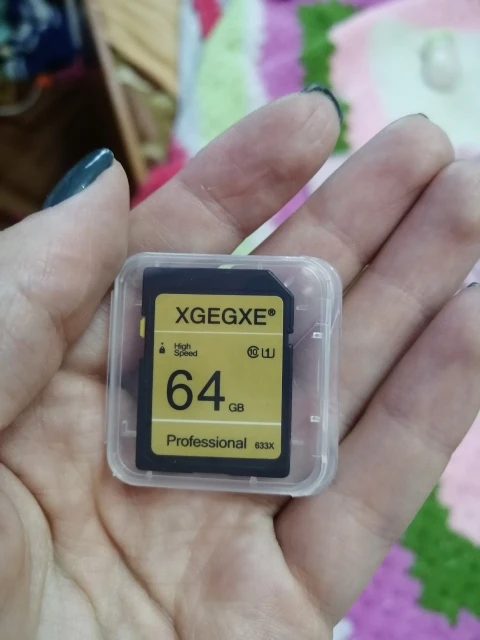 XGEGXE®
High
Speed
10 U1
64 GB
Professional 633X